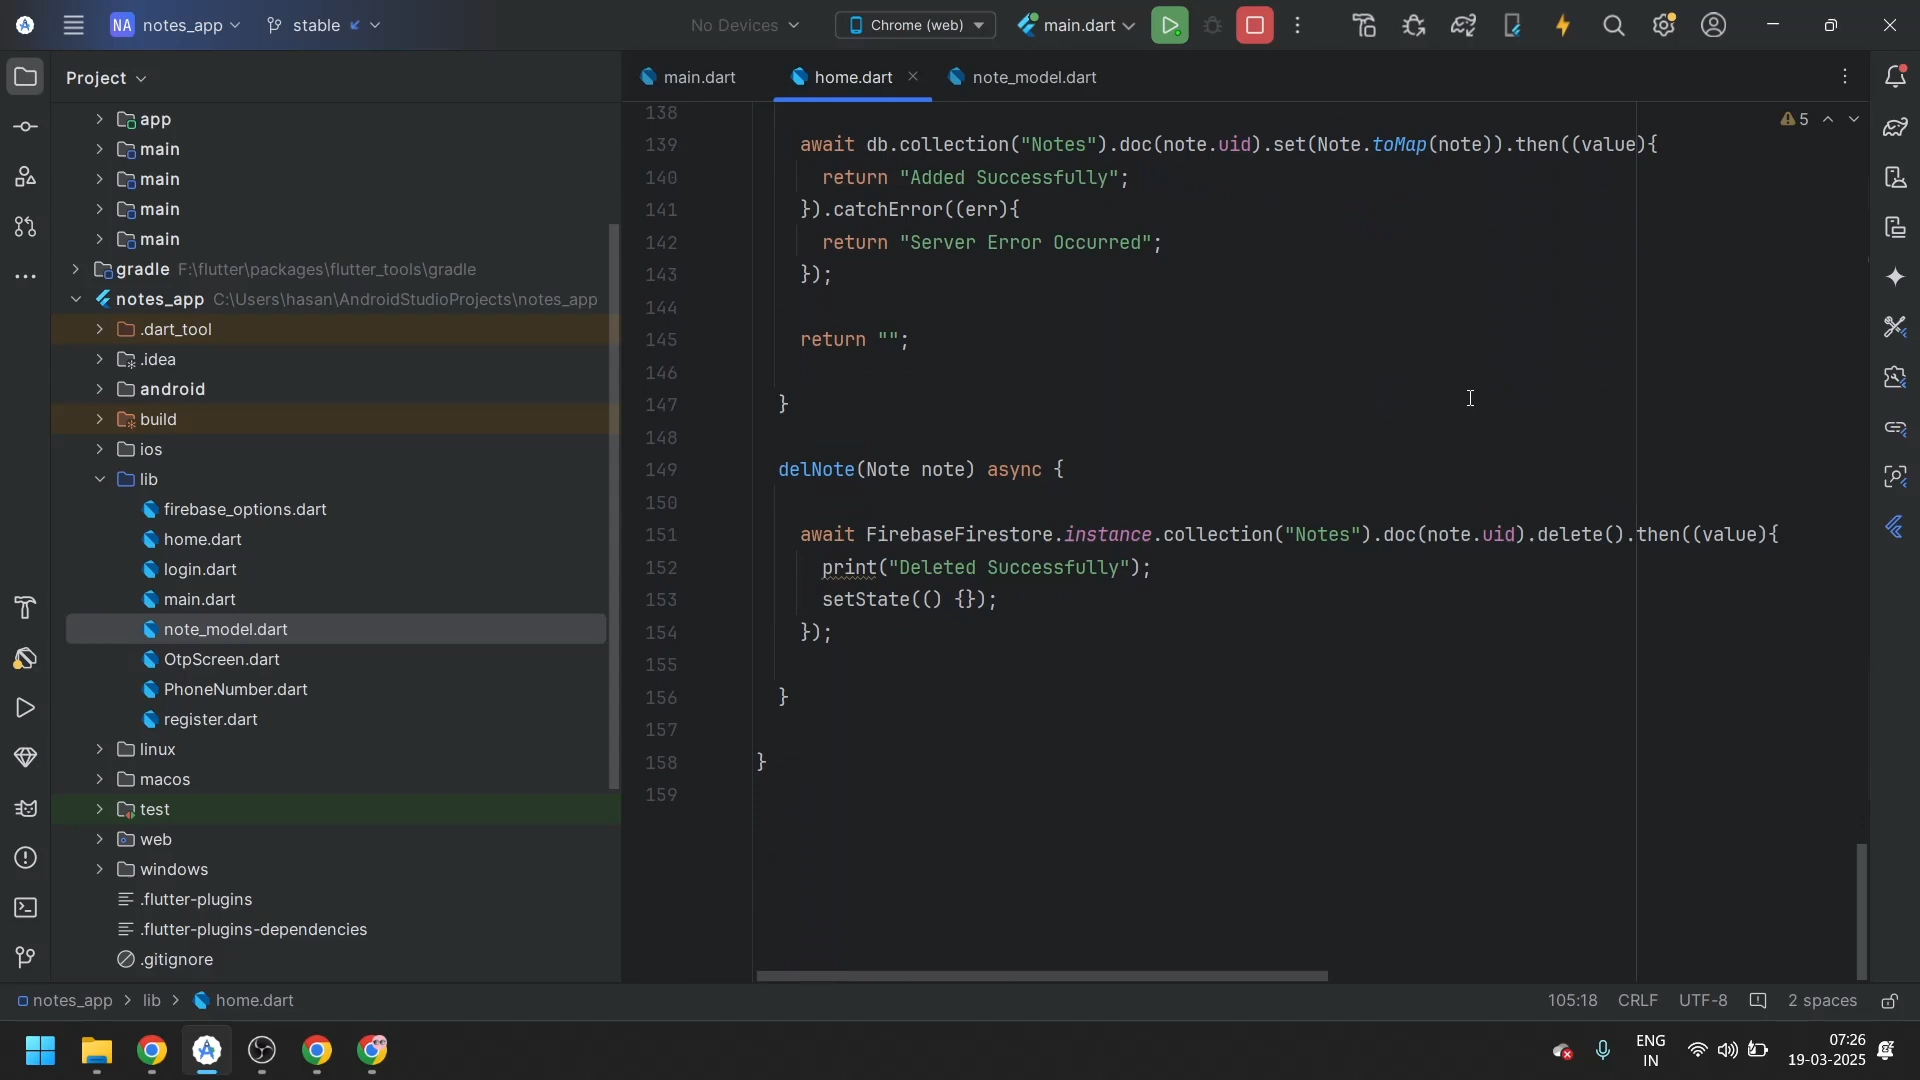 NA notes_app stable No Devices Chrome (web) main.dart
Project
main.dart home.dart note_model.dart
app
main
main
main
main
gradle F:\flutter\packages\flutter_tools\gradle
notes_app C:\Users\hasan\AndroidStudioProjects\notes_app
.dart_tool
.idea
android
build
ios
lib
firebase_options.dart
home.dart
login.dart
main.dart
note_model.dart
OtpScreen.dart
PhoneNumber.dart
register.dart
linux
macos
test
web
windows
.flutter-plugins
.flutter-plugins-dependencies
.gitignore
5
138
139 await db.collection("Notes").doc(note.uid).set(Note.toMap(note)).then((value){
140 return "Added Successfully";
141 }).catchError((err){
142 return "Server Error Occurred";
143 });
144
145 return "";
146
147 }
148
149 delNote(Note note) async {
150
151 await FirebaseFirestore.instance.collection("Notes").doc(note.uid).delete().then((value){
152 print("Deleted Successfully");
153 setState(() {});
154 });
155
156 }
157
158 }
159
notes_app > lib > home.dart 105:18 CRLF UTF-8 2 spaces
ENG
IN
07:26
19-03-2025